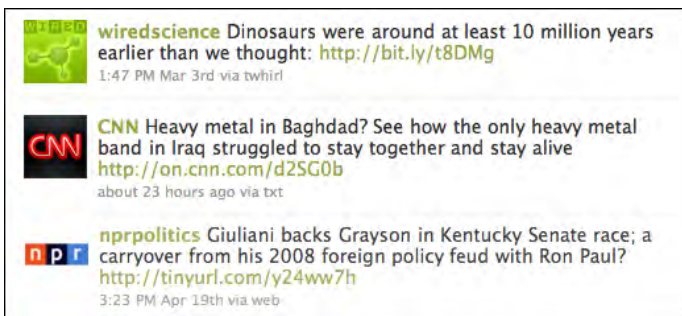 WIRED
wiredscience Dinosaurs were around at least 10 million years
earlier than we thought: http://bit.ly/t8DMg
1:47 PM Mar 3rd via twhirl
CNN
CNN Heavy metal in Baghdad? See how the only heavy metal
band in Iraq struggled to stay together and stay alive
http://on.cnn.com/d2SG0b
about 23 hours ago via txt
npr
nprpolitics Giuliani backs Grayson in Kentucky Senate race; a
carryover from his 2008 foreign policy feud with Ron Paul?
http://tinyurl.com/y24ww7h
3:23 PM Apr 19th via web